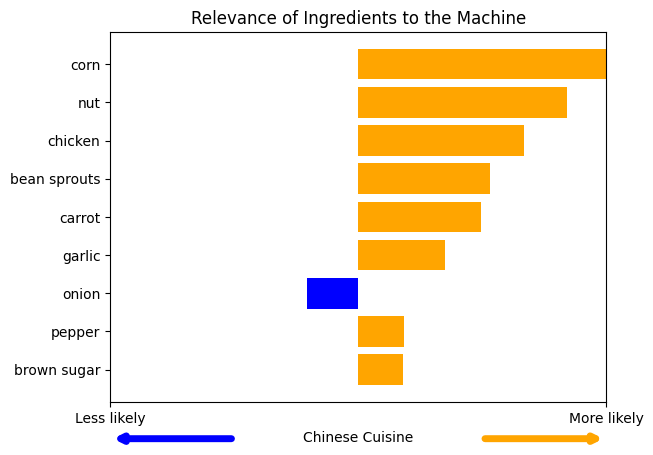 Relevance of Ingredients to the Machine
corn
nut
chicken
bean sprouts
carrot
garlic
onion
pepper
brown sugar
Less likely
More likely
Chinese Cuisine